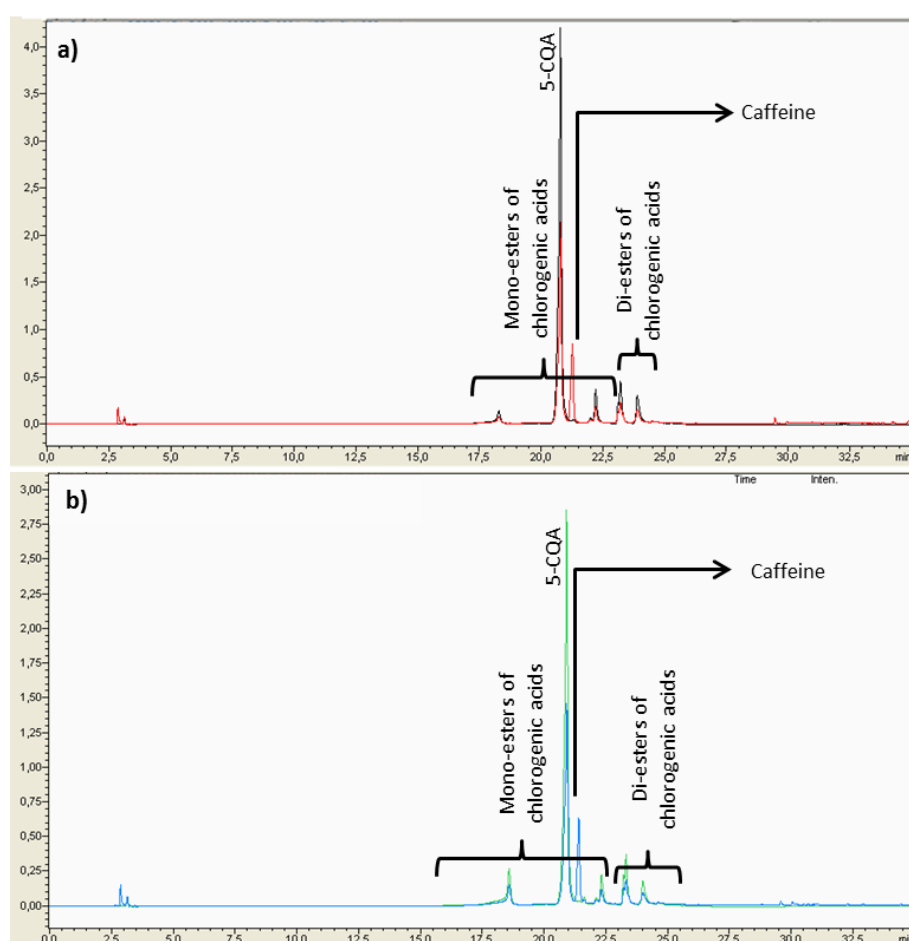 a)
4,0
3,5
3,0
2,5
2,0
1,5
1,0
0,5
0,0
5-CQA
Caffeine
Mono-esters of
chlorogenic acids
Di-esters of
chlorogenic acids
0,0 2,5 5,0 7,5 10,0 12,5 15,0 17,5 20,0 22,5 25,0 27,5 30,0 32,5 min
b)
Time Inten.
3,00
2,75
2,50
2,25
2,00
1,75
1,50
1,25
1,00
0,75
0,50
0,25
0,00
5-CQA
Caffeine
Mono-esters of
chlorogenic acids
Di-esters of
chlorogenic acids
0,0 2,5 5,0 7,5 10,0 12,5 15,0 17,5 20,0 22,5 25,0 27,5 30,0 32,5 min